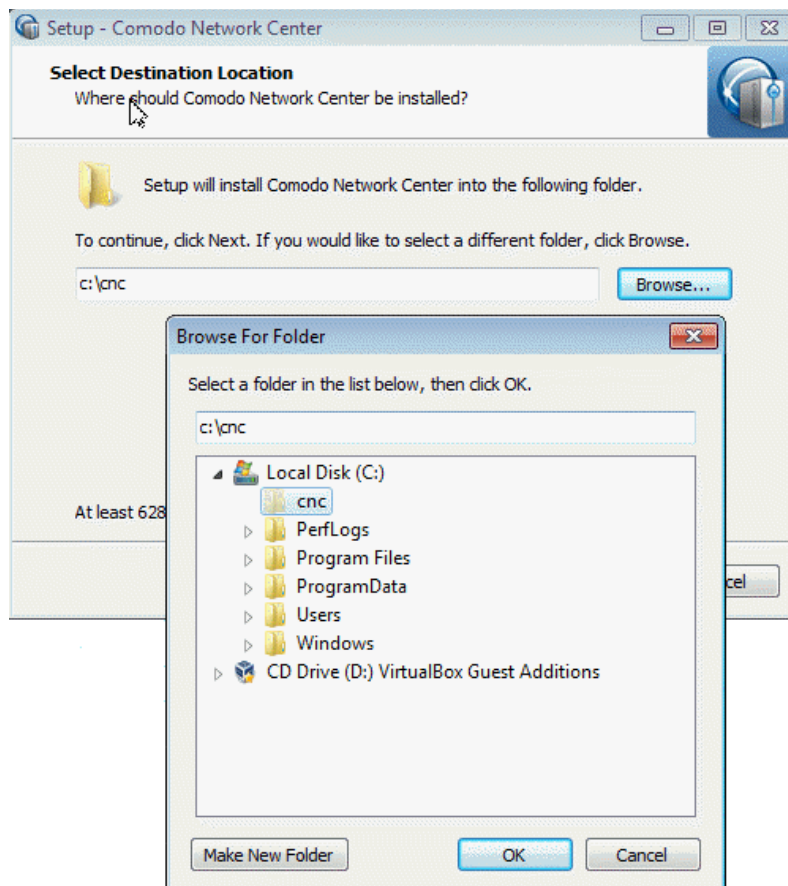 Setup - Comodo Network Center
Select Destination Location
Where should Comodo Network Center be installed?
Setup will install Comodo Network Center into the following folder.
To continue, click Next. If you would like to select a different folder, click Browse.
c:\cnc
Browse...
Browse For Folder
Select a folder in the list below, then click OK.
c:\cnc
Local Disk (C:)
cnc
At least 628
PerfLogs
Program Files
ProgramData
cel
Users
Windows
CD Drive (D:) VirtualBox Guest Additions
Make New Folder
OK
Cancel